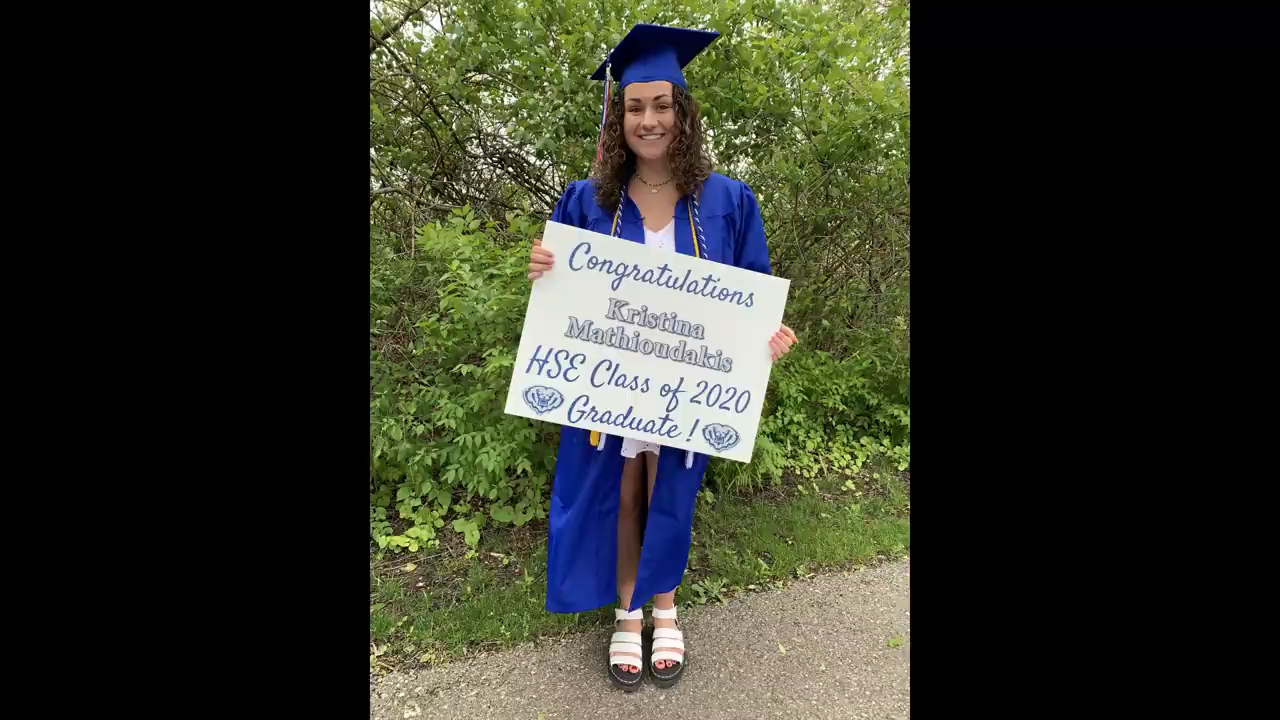 Congratulations
Kristina
Mathioudakis
HSE Class of 2020
Graduate!